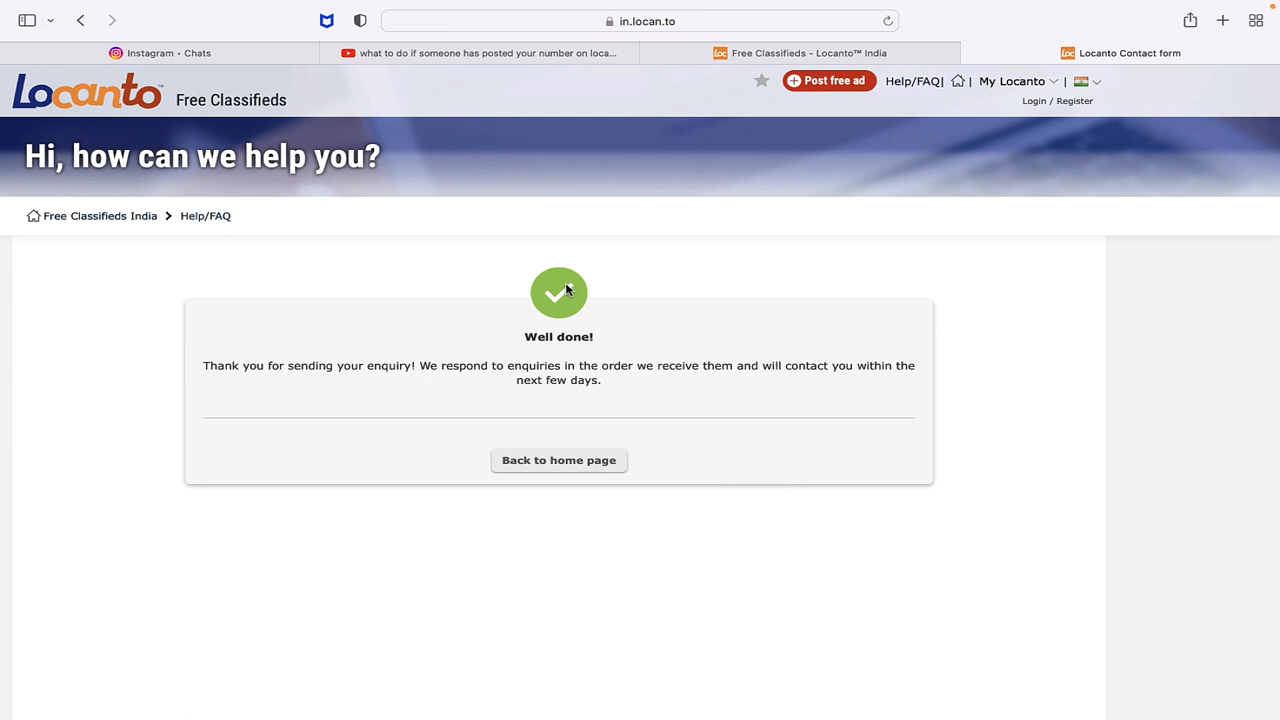 in.locan.to
Instagram • Chats
what to do if someone has posted your number on loca...
Free Classifieds – Locanto™ India
Locanto Contact form
Locanto™ Free Classifieds
Post free ad
Help/FAQ|
My Locanto
|
Login / Register
Hi, how can we help you?
Free Classifieds India
Help/FAQ
Well done!
Thank you for sending your enquiry! We respond to enquiries in the order we receive them and will contact you within the
next few days.
Back to home page